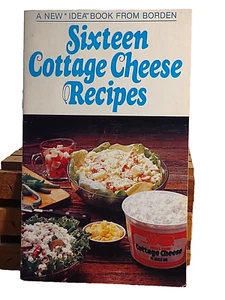 A NEW "IDEA" BOOK FROM BORDEN
Sixteen
Cottage Cheese
Recipes
Cottage Cheese